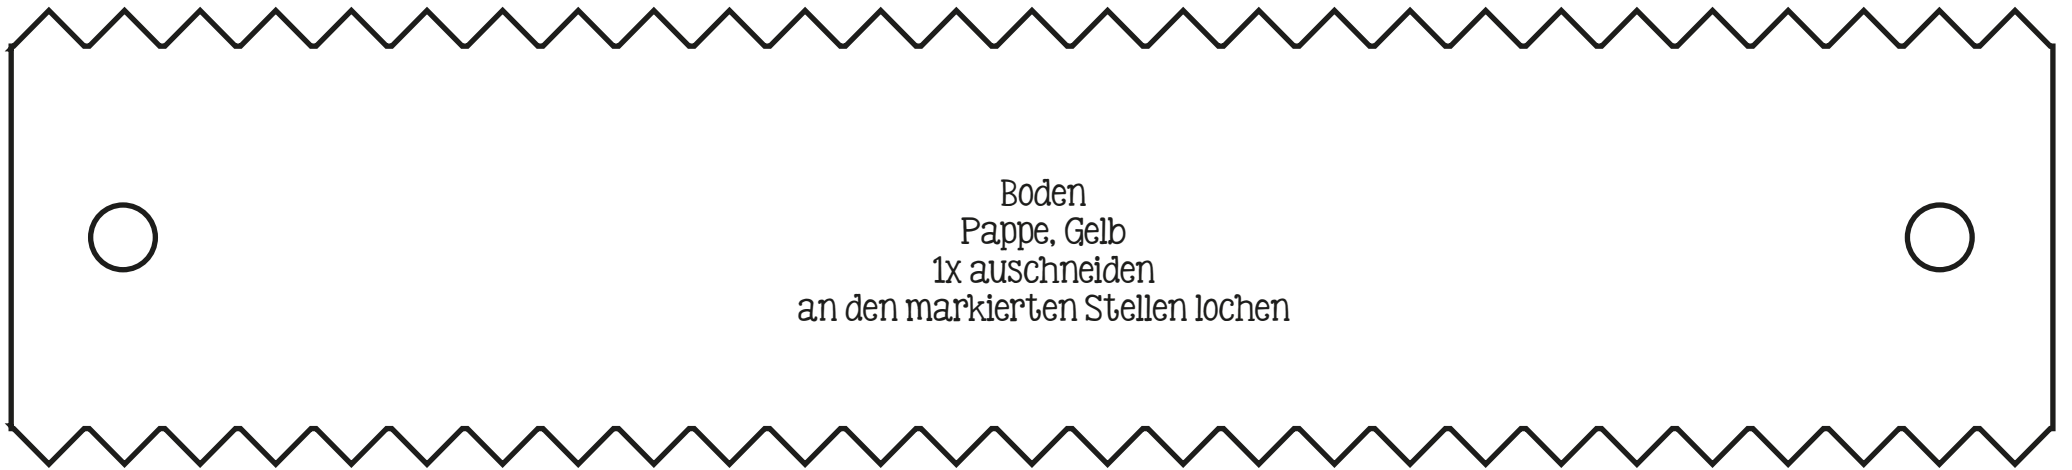 Boden
Pappe, Gelb
1x auschneiden
an den markierten Stellen lochen